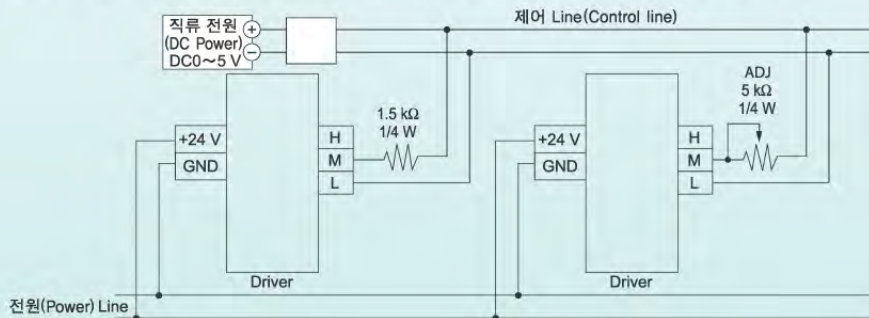 직류 전원
(DC Power)
DC0～5 V
+
−
제어 Line(Control line)
+24 V
GND
H
M
L
1.5 kΩ
1/4 W
Driver
+24 V
GND
H
M
L
ADJ
5 kΩ
1/4 W
Driver
전원(Power) Line